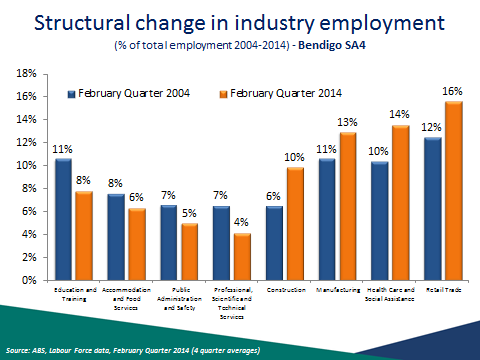 Structural change in industry employment
(% of total employment 2004-2014) - Bendigo SA4
18%
16%
14%
12%
10%
8%
6%
4%
2%
0%
February Quarter 2004
February Quarter 2014
11%
8%
8%
6%
7%
5%
7%
4%
6%
10%
11%
13%
10%
14%
12%
16%
Education and
Training
Accommodation
and Food
Services
Public
Administration
and Safety
Professional,
Scientific and
Technical
Services
Construction
Manufacturing
Health Care and
Social Assistance
Retail Trade
Source: ABS, Labour Force data, February Quarter 2014 (4 quarter averages)